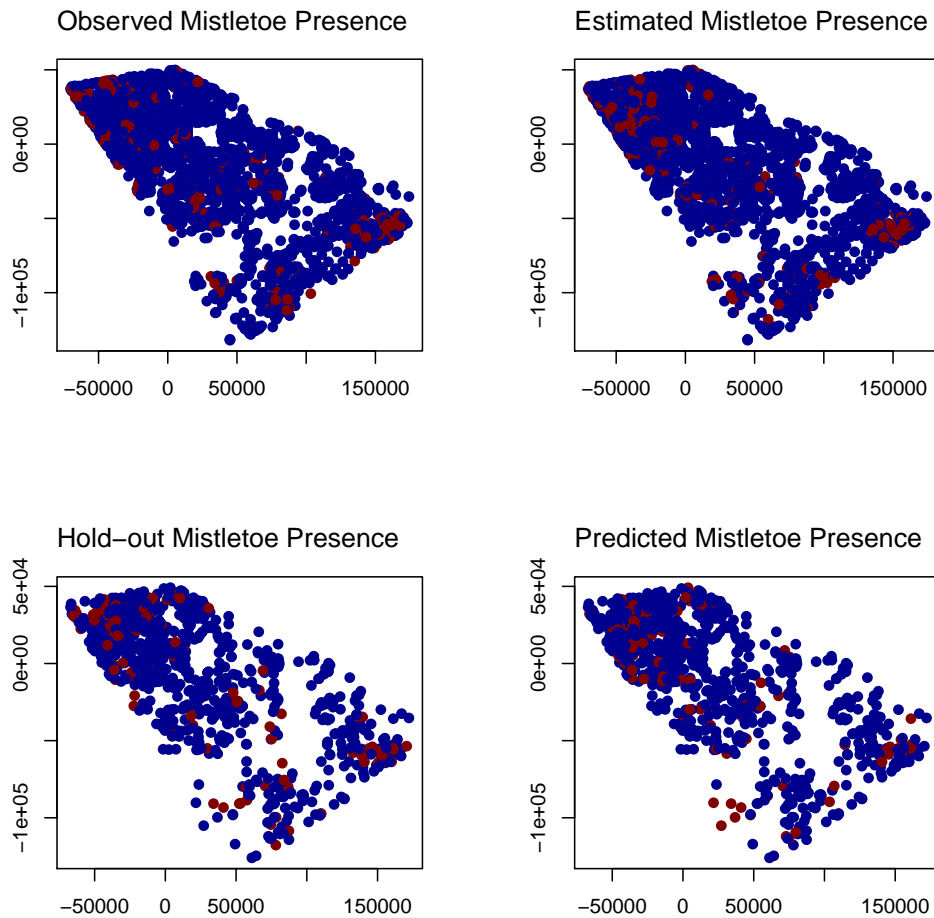 Observed Mistletoe Presence
Estimated Mistletoe Presence
0e+00
−1e+05
−50000 0 50000 150000
0e+00
−1e+05
−50000 0 50000 150000
Hold−out Mistletoe Presence
Predicted Mistletoe Presence
5e+04
0e+00
−1e+05
−50000 0 50000 150000
5e+04
0e+00
−1e+05
−50000 0 50000 150000